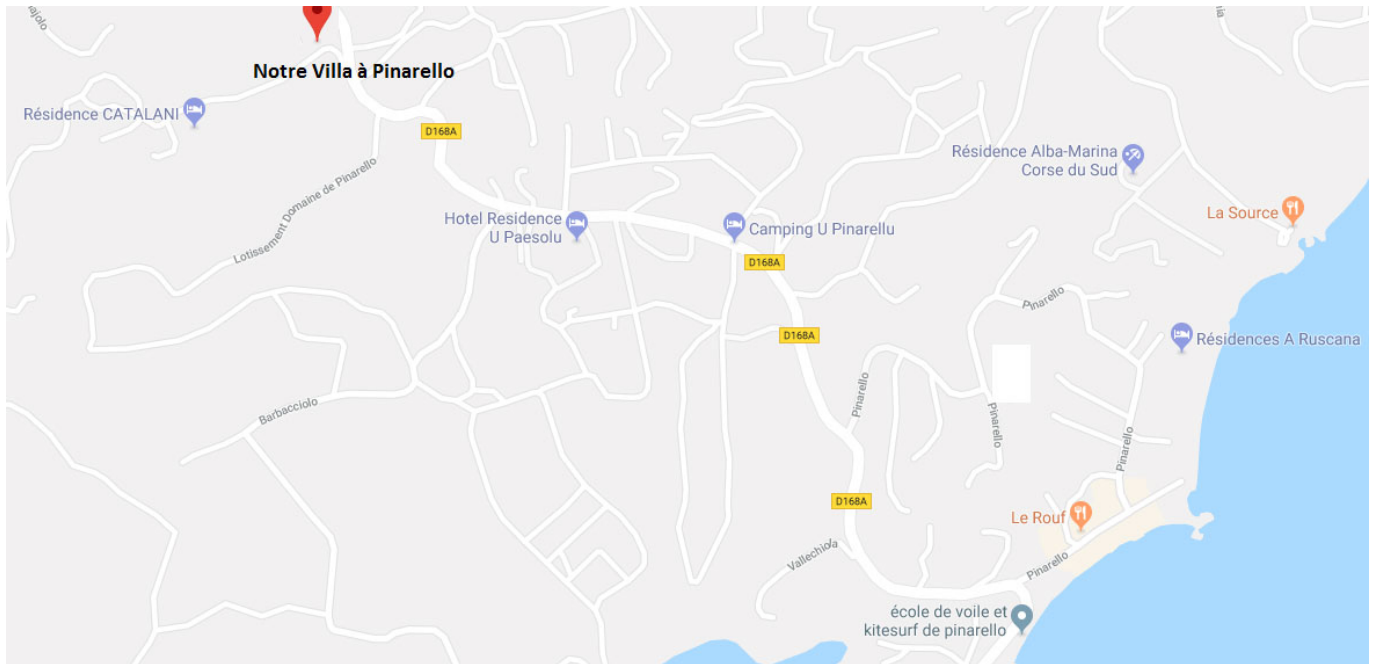 najolo
Notre Villa à Pinarello
Résidence CATALANI
D168A
Résidence Alba-Marina
Corse du Sud
Lotissement Domaine de Pinarello
La Source
Hotel Residence
U Paesolu
Camping U Pinarellu
D168A
Pinarello
D168A
Résidences A Ruscana
Pinarello
Barbacciolo
Pinarello
Pinarello
D168A
Le Rouf
Vallechiola
Pinarello
école de voile et
kitesurf de pinarello